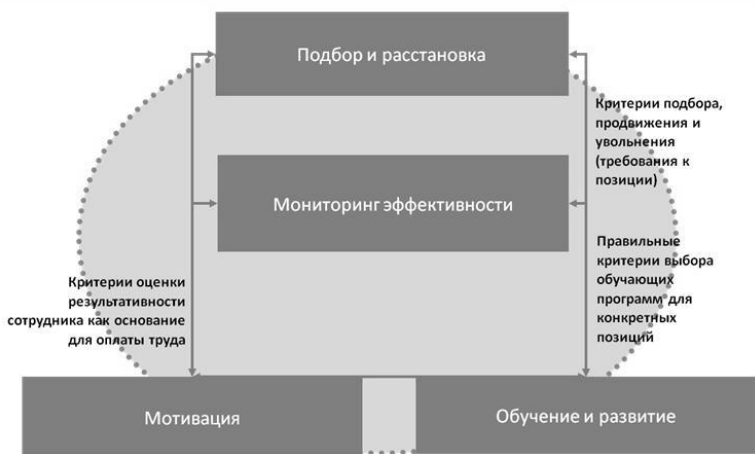 Подбор и расстановка
Критерии подбора,
продвижения и
увольнения
(требования к
позиции)
Мониторинг эффективности
Критерии оценки
результативности
сотрудника как основание
для оплаты труда
Правильные
критерии выбора
обучающих
программ для
конкретных
позиций
Мотивация
Обучение и развитие